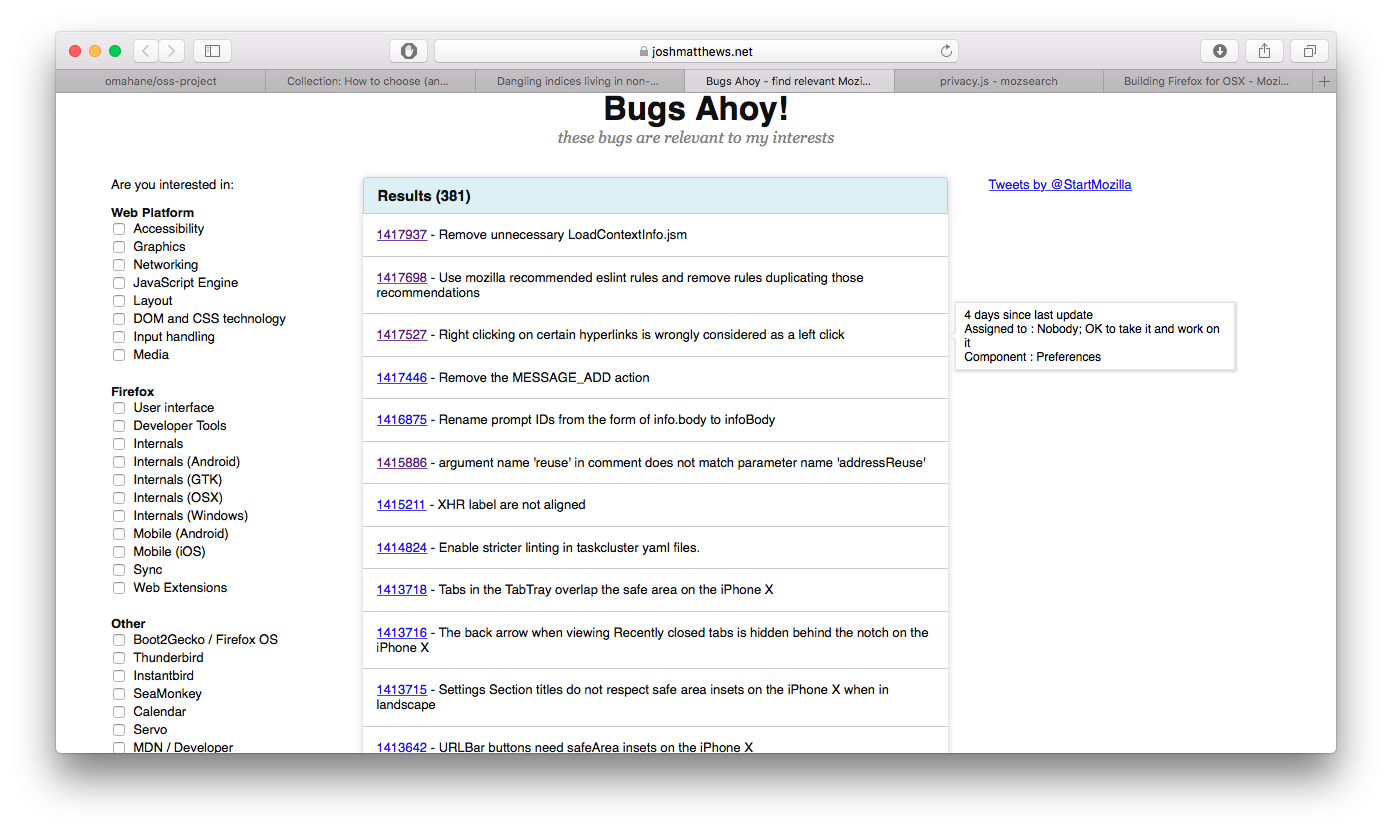 joshmatthews.net
omahane/oss-project
Collection: How to choose (an...
Dangling indices living in non-...
Bugs Ahoy - find relevant Mozi...
privacy.js - mozsearch
Building Firefox for OSX - Mozi...
Bugs Ahoy!
these bugs are relevant to my interests
Are you interested in:
Web Platform
Accessibility
Graphics
Networking
JavaScript Engine
Layout
DOM and CSS technology
Input handling
Media
Firefox
User interface
Developer Tools
Internals
Internals (Android)
Internals (GTK)
Internals (OSX)
Internals (Windows)
Mobile (Android)
Mobile (iOS)
Sync
Web Extensions
Other
Boot2Gecko / Firefox OS
Thunderbird
Instantbird
SeaMonkey
Calendar
Servo
MDN / Developer
Results (381)
1417937 - Remove unnecessary LoadContextInfo.jsm
1417698 - Use mozilla recommended eslint rules and remove rules duplicating those
recommendations
1417527 - Right clicking on certain hyperlinks is wrongly considered as a left click
1417446 - Remove the MESSAGE_ADD action
1416875 - Rename prompt IDs from the form of info.body to infoBody
1415886 - argument name 'reuse' in comment does not match parameter name 'addressReuse'
1415211 - XHR label are not aligned
1414824 - Enable stricter linting in taskcluster yaml files.
1413718 - Tabs in the TabTray overlap the safe area on the iPhone X
1413716 - The back arrow when viewing Recently closed tabs is hidden behind the notch on the
iPhone X
1413715 - Settings Section titles do not respect safe area insets on the iPhone X when in
landscape
1413642 - URLBar buttons need safeArea insets on the iPhone X
Tweets by @StartMozilla
4 days since last update
Assigned to : Nobody; OK to take it and work on
it
Component : Preferences